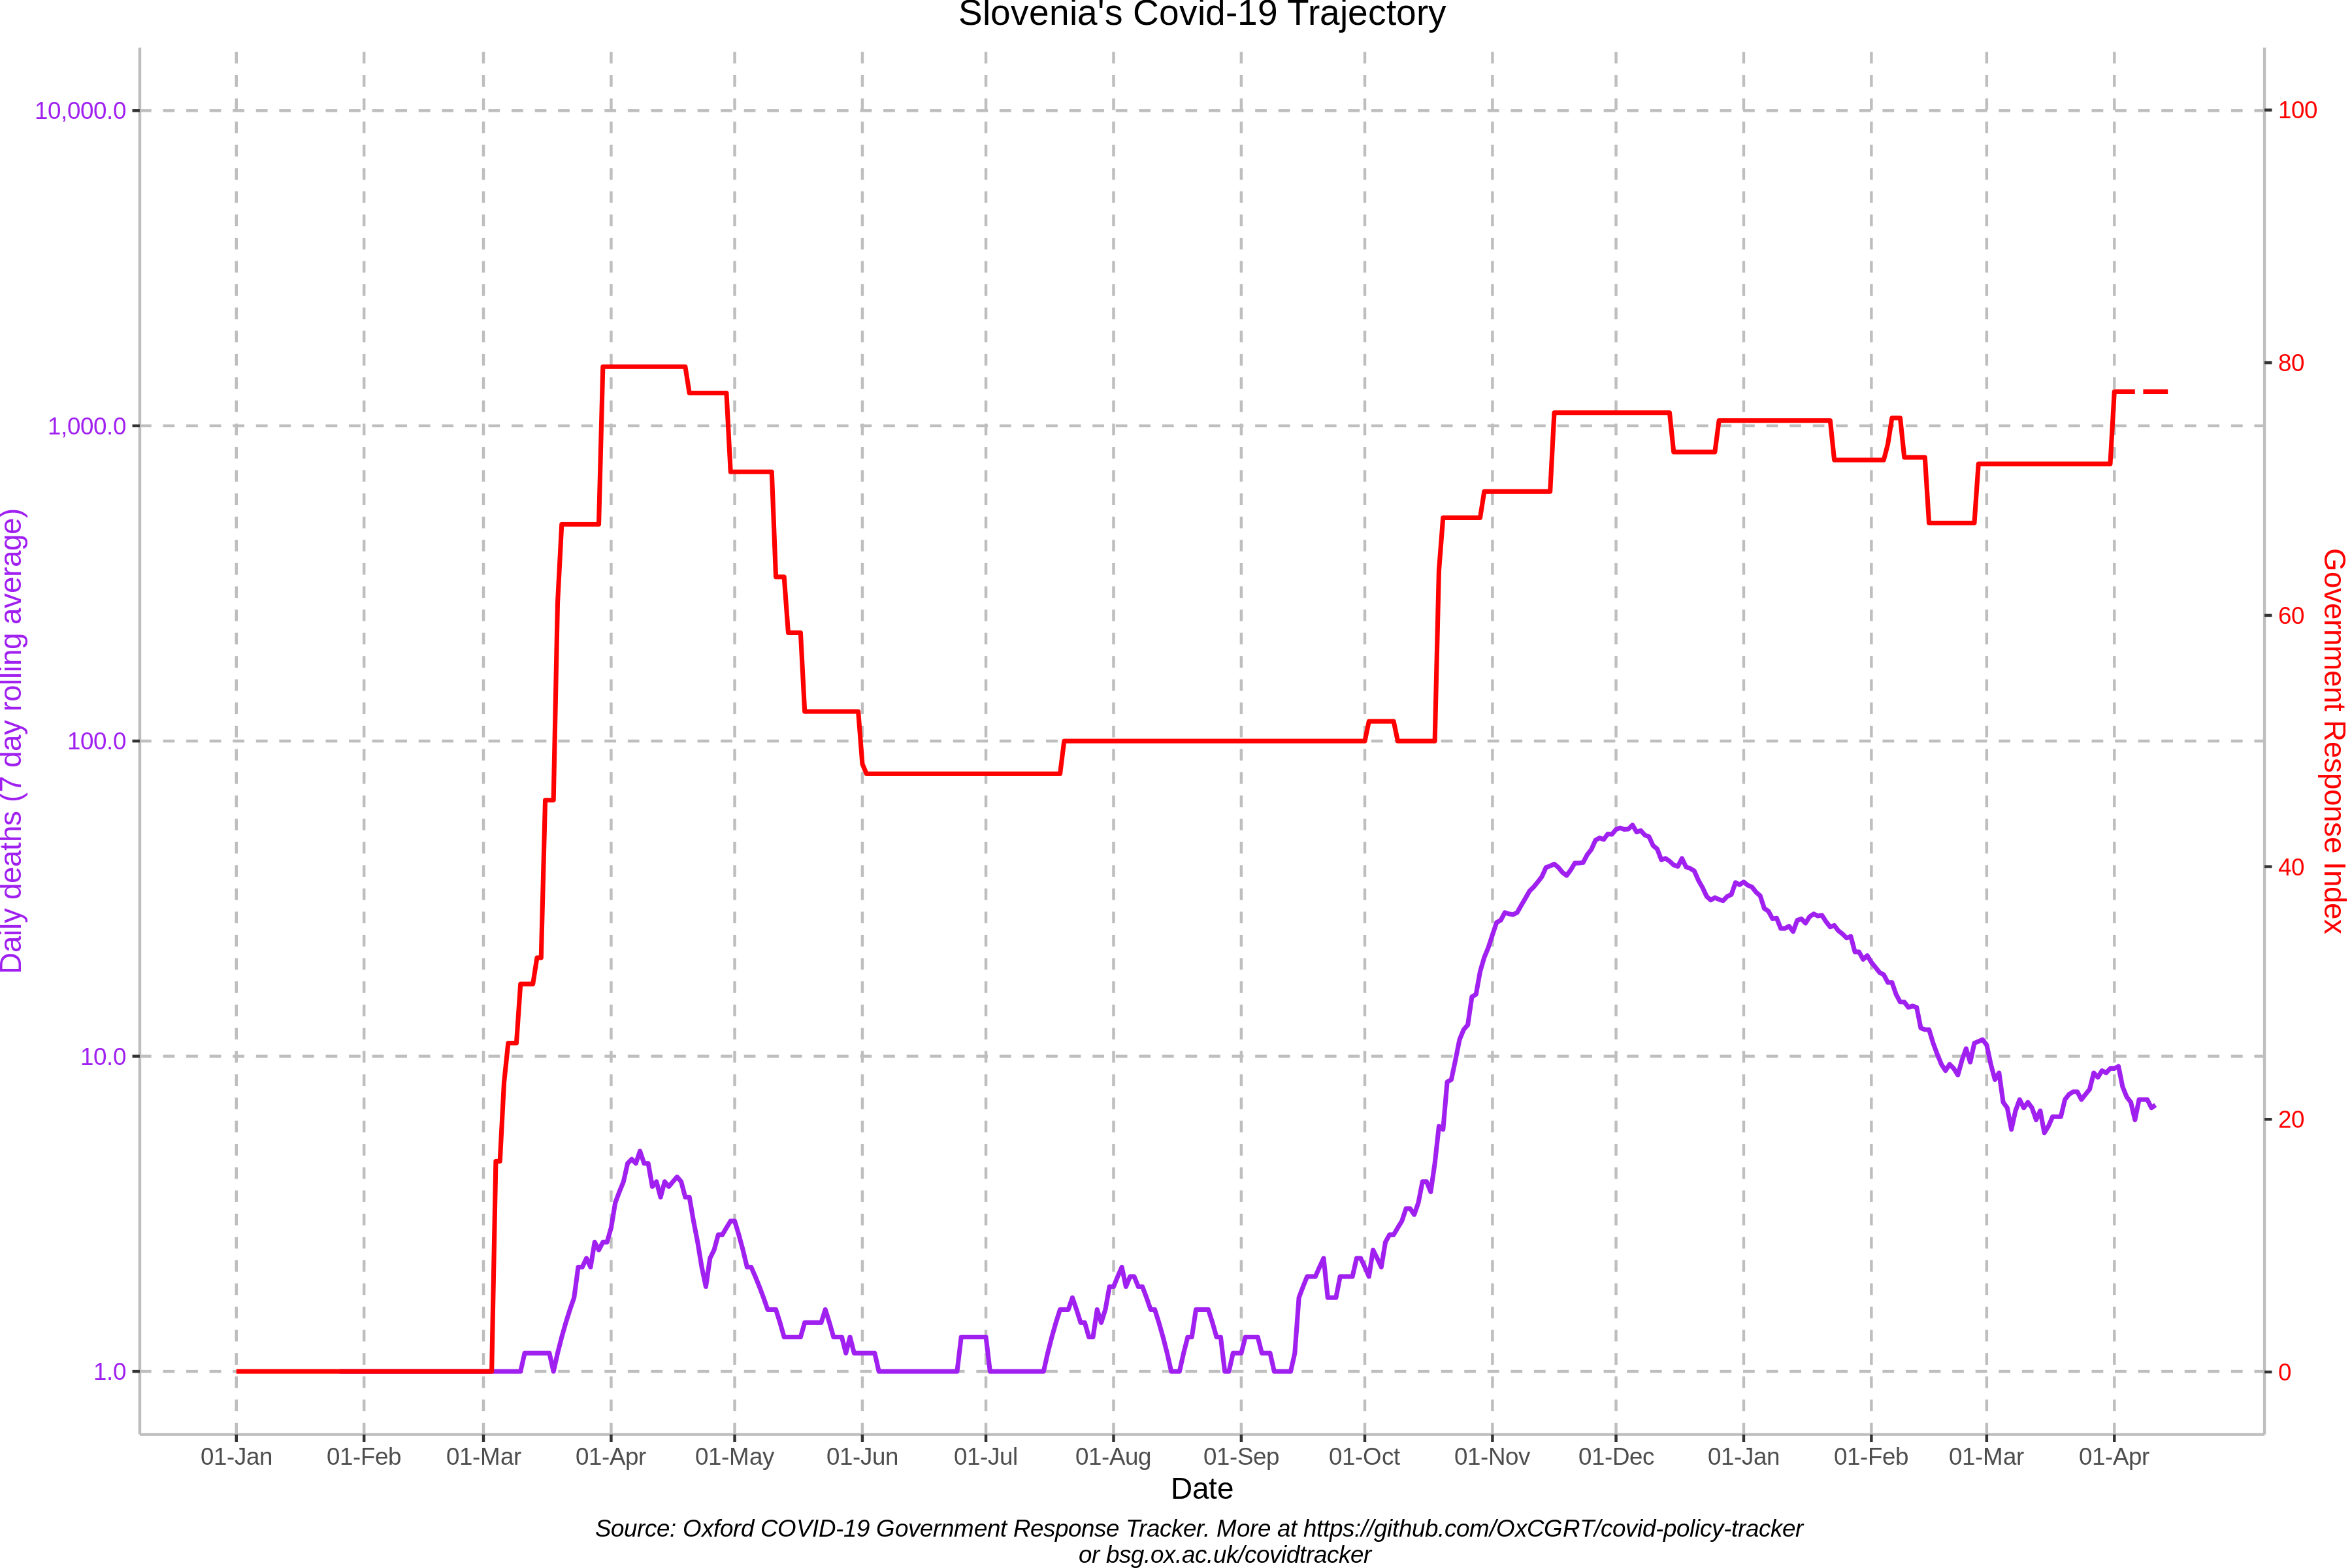 Slovenia's Covid-19 Trajectory
10,000.0
1,000.0
100.0
10.0
1.0
Daily deaths (7 day rolling average)
100
80
60
40
20
0
Government Response Index
01-Jan 01-Feb 01-Mar 01-Apr 01-May 01-Jun 01-Jul 01-Aug 01-Sep 01-Oct 01-Nov 01-Dec 01-Jan 01-Feb 01-Mar 01-Apr
Date
Source: Oxford COVID-19 Government Response Tracker. More at https://github.com/OxCGRT/covid-policy-tracker
or bsg.ox.ac.uk/covidtracker